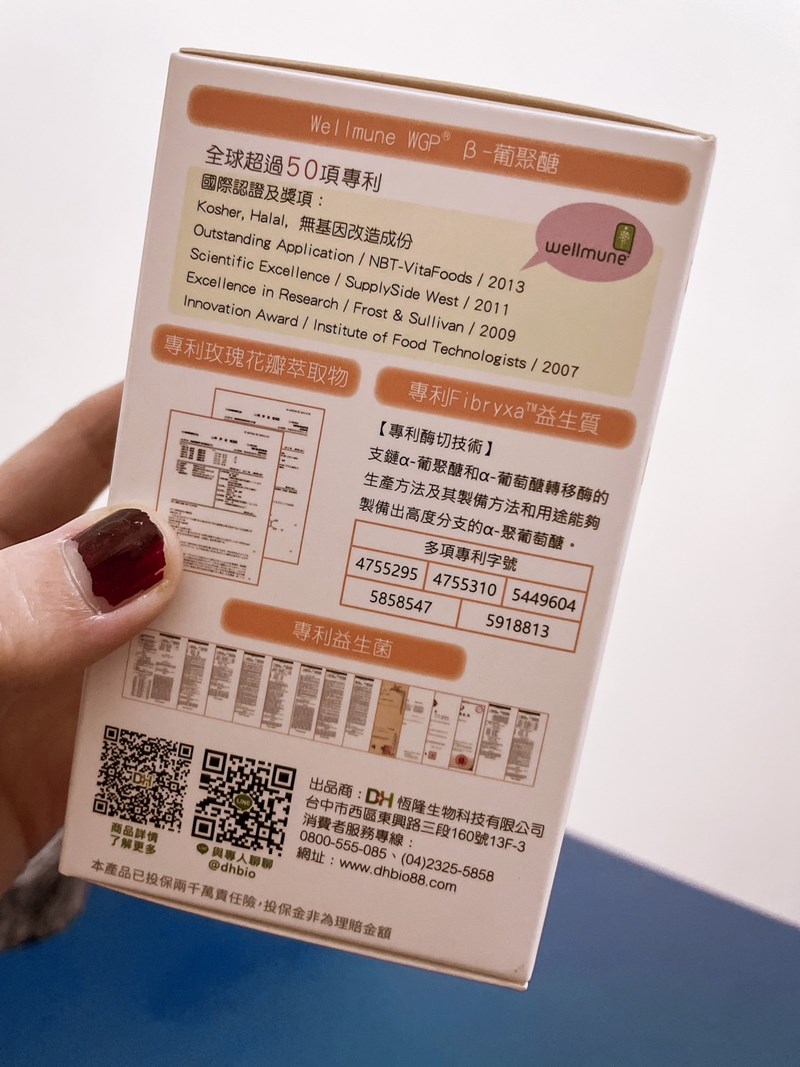 Wellmune WGP® β-葡聚醣
全球超過50項專利
國際認證及獎項：
Kosher, Halal, 無基因改造成份
Outstanding Application / NBT-VitaFoods / 2013
Scientific Excellence / SupplySide West / 2011
Excellence in Research / Frost & Sullivan / 2009
Innovation Award / Institute of Food Technologists / 2007
wellmune®
專利玫瑰花瓣萃取物
專利Fibryxa™益生質
【專利酶切技術】
支鏈α-葡聚醣和α-葡萄醣轉移酶的
生產方法及其製備方法和用途能夠
製備出高度分支的α-聚葡萄醣。
多項專利字號
4755295 4755310 5449604
5858547 5918813
專利益生菌
DH
商品詳情
了解更多
LINE
與專人聊聊
@dhbio
出品商：DH 恆隆生物科技有限公司
台中市西區東興路三段160號13F-3
消費者服務專線：
0800-555-085、(04)2325-5858
網址：www.dhbio88.com
本產品已投保兩千萬責任險，投保金非為理賠金額